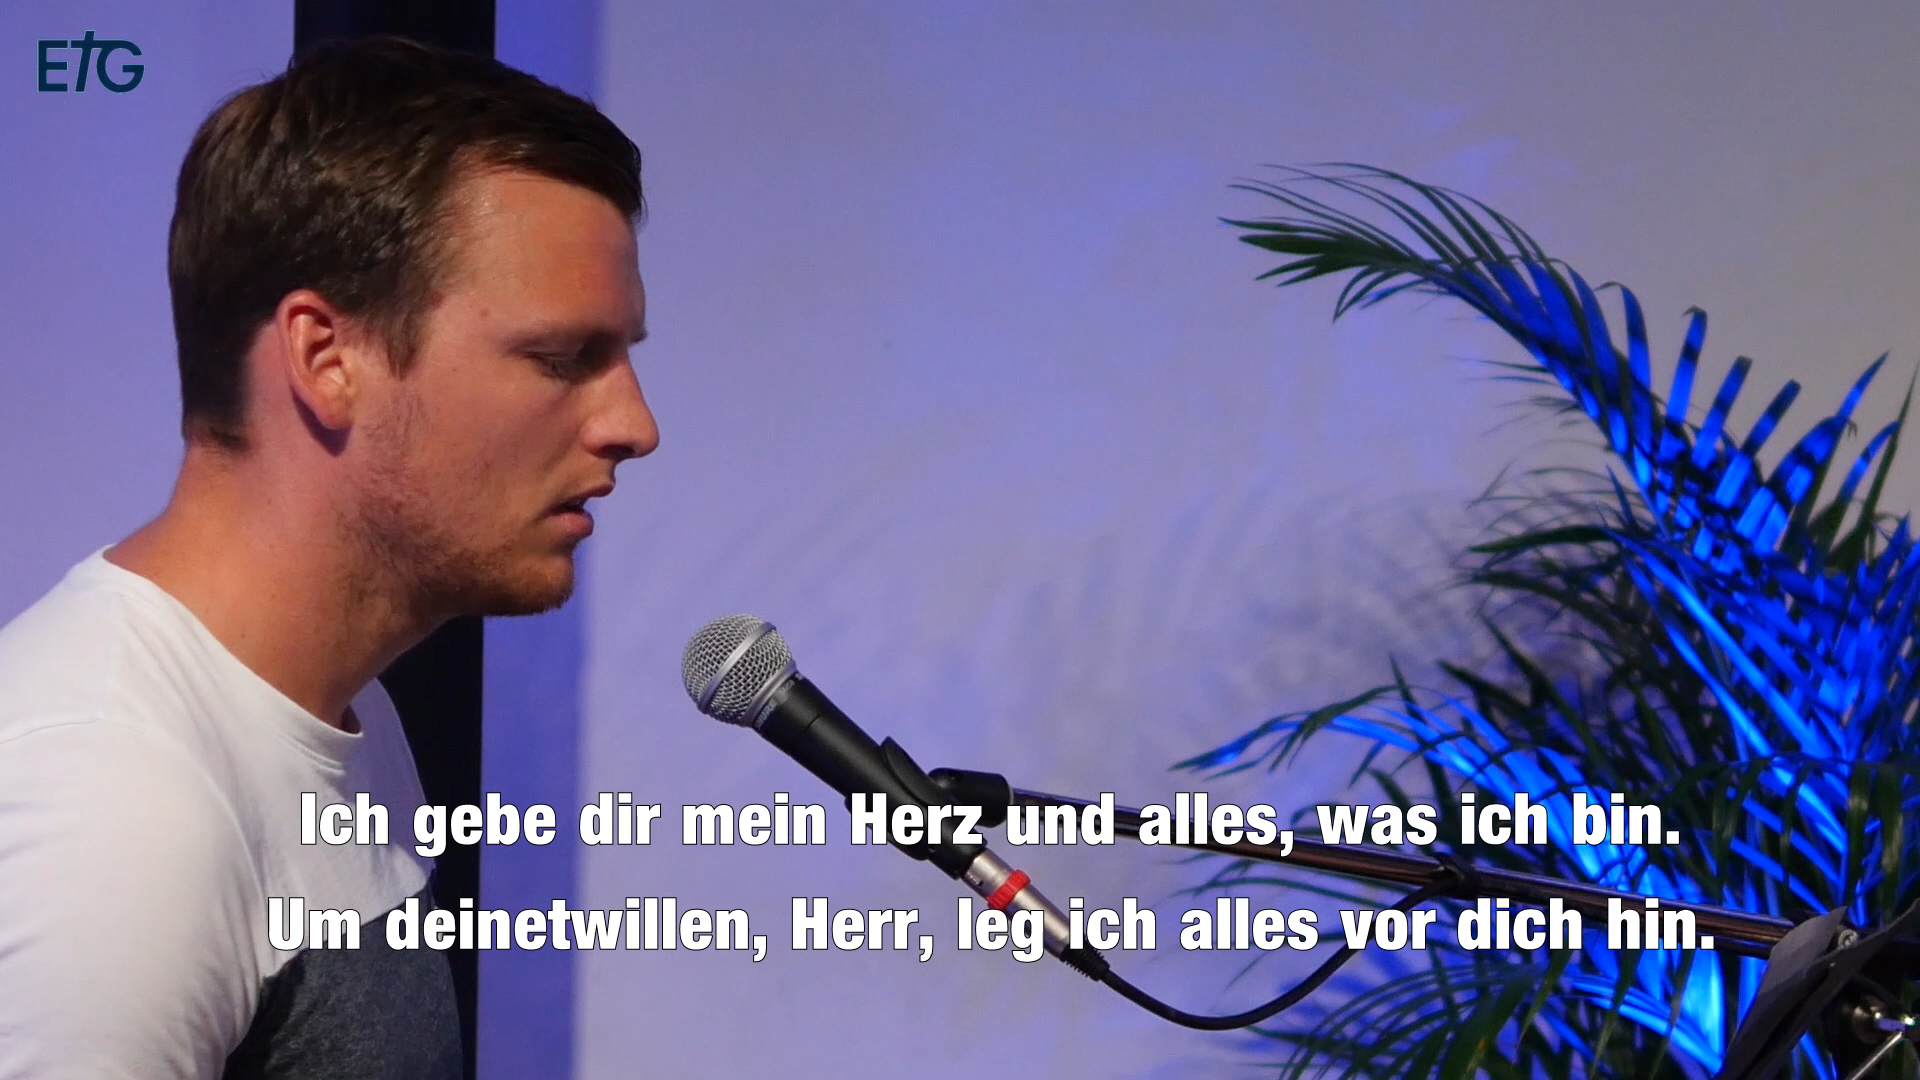 ETG
Ich gebe dir mein Herz und alles, was ich bin.
Um deinetwillen, Herr, leg ich alles vor dich hin.